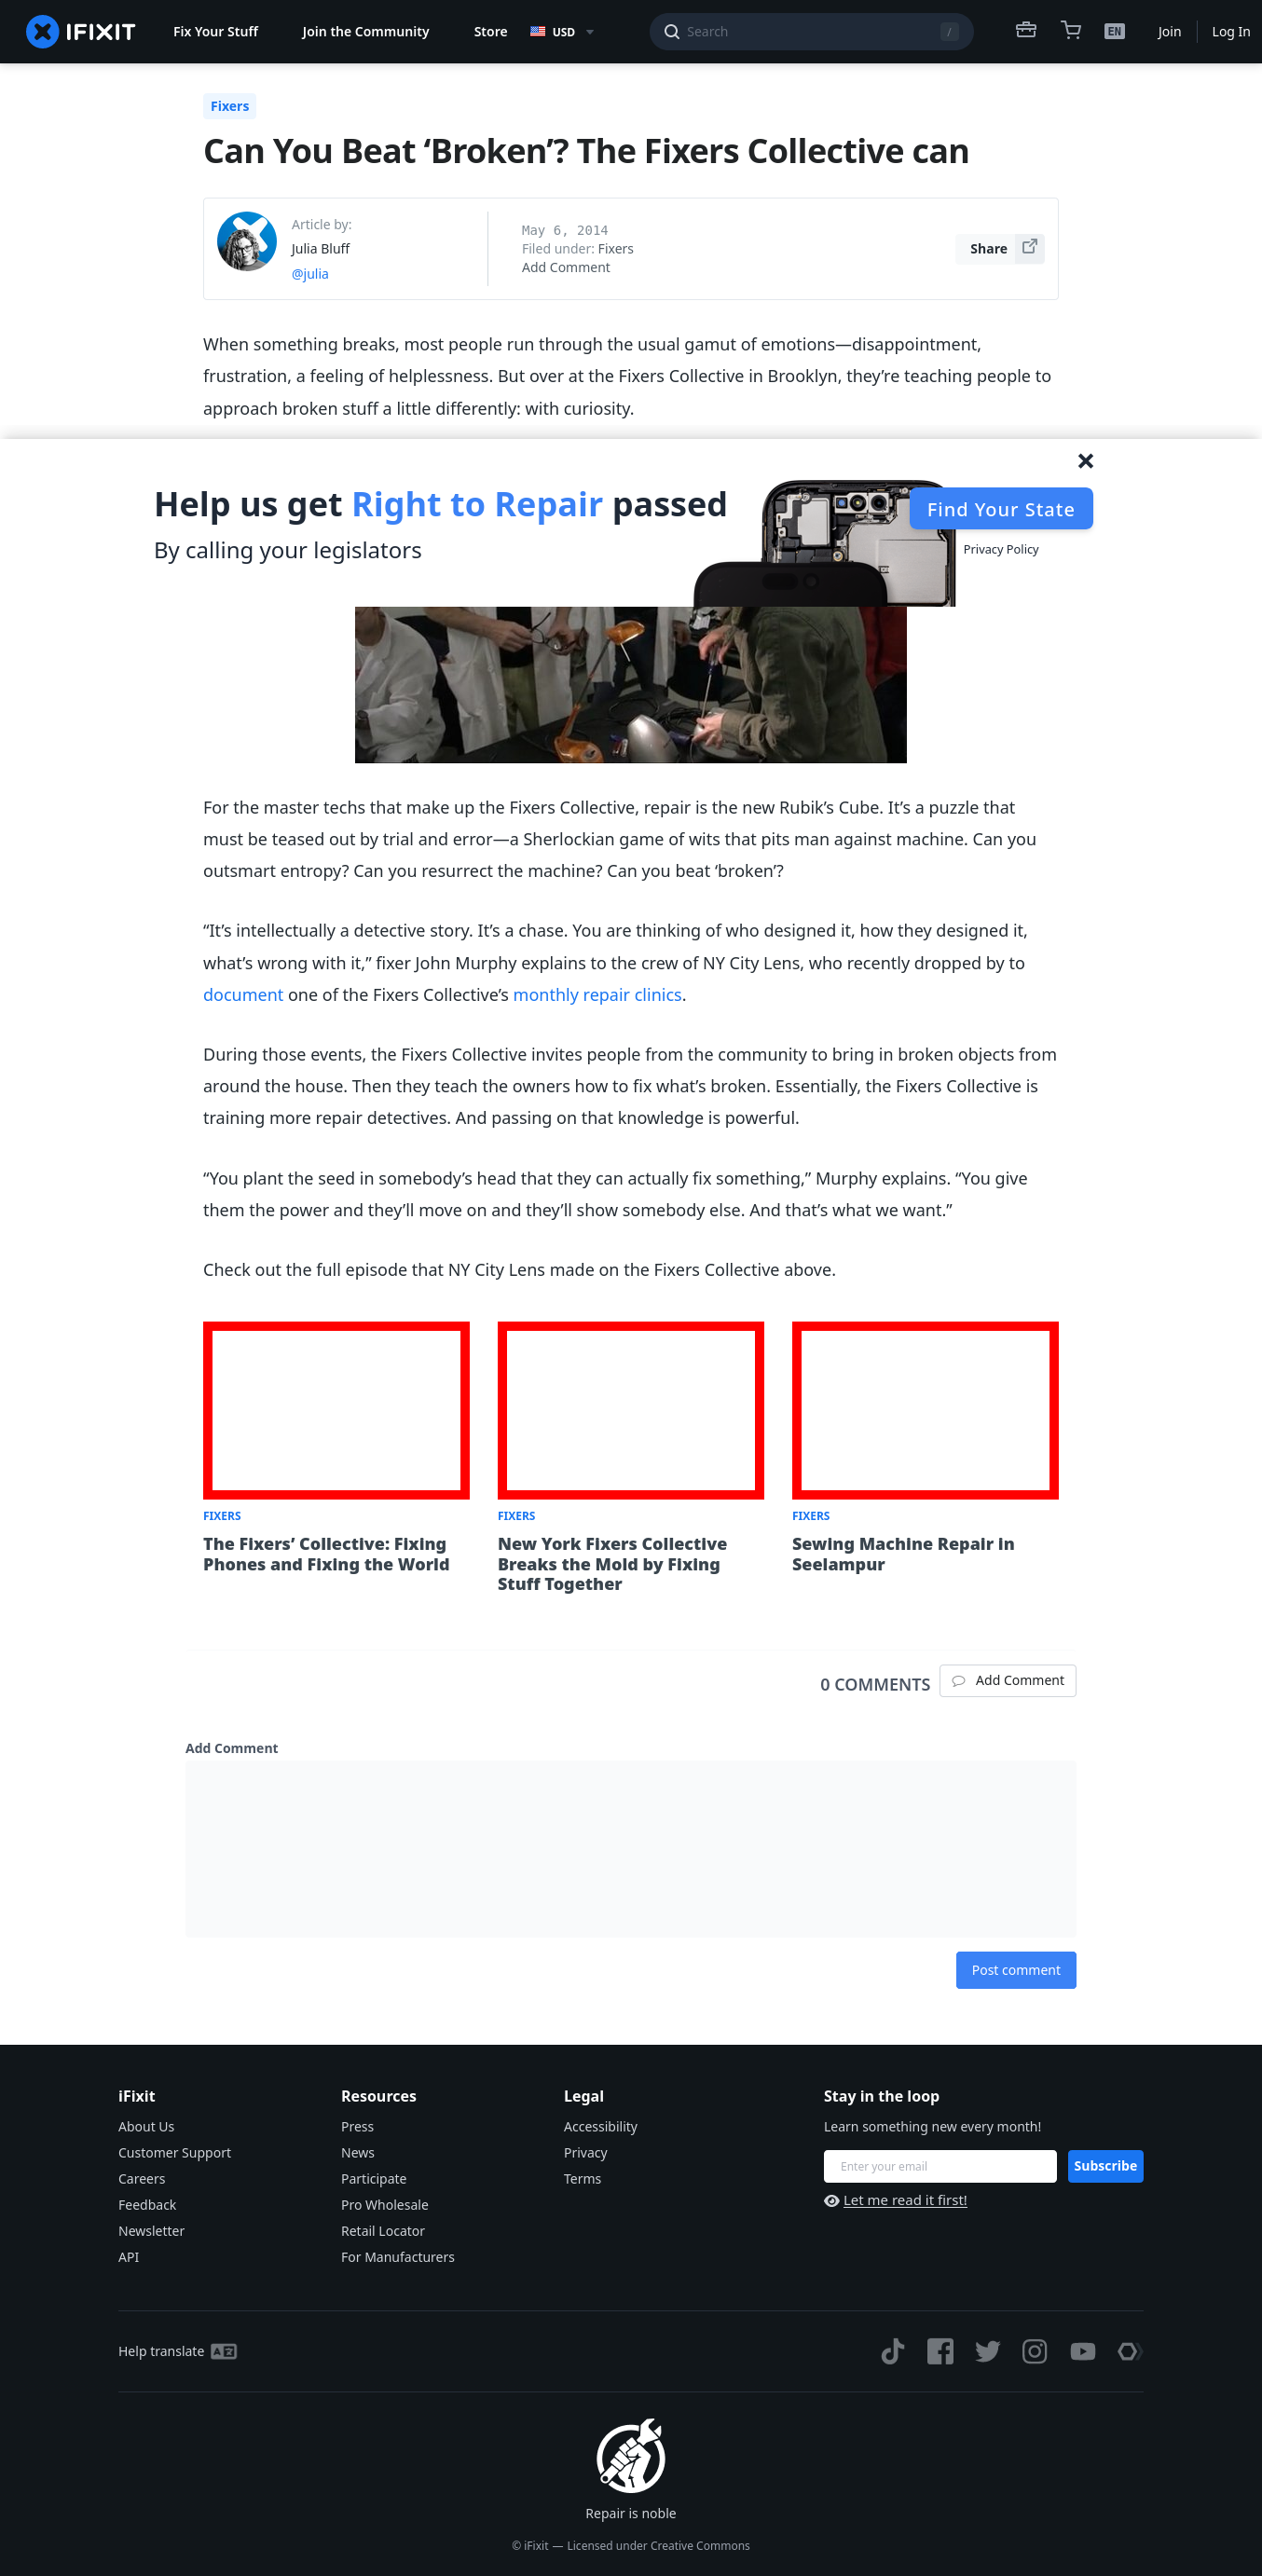 IFIXIT
Fix Your Stuff
Join the Community
Store
USD
Search
/
EN
Join
Log In
Fixers
Can You Beat ‘Broken’? The Fixers Collective can
Article by:
Julia Bluff
@julia
May 6, 2014
Filed under: Fixers
Add Comment
Share
When something breaks, most people run through the usual gamut of emotions—disappointment,
frustration, a feeling of helplessness. But over at the Fixers Collective in Brooklyn, they’re teaching people to
approach broken stuff a little differently: with curiosity.
Help us get Right to Repair passed
By calling your legislators
Find Your State
Privacy Policy
For the master techs that make up the Fixers Collective, repair is the new Rubik’s Cube. It’s a puzzle that
must be teased out by trial and error—a Sherlockian game of wits that pits man against machine. Can you
outsmart entropy? Can you resurrect the machine? Can you beat ‘broken’?
“It’s intellectually a detective story. It’s a chase. You are thinking of who designed it, how they designed it,
what’s wrong with it,” fixer John Murphy explains to the crew of NY City Lens, who recently dropped by to
document one of the Fixers Collective’s monthly repair clinics.
During those events, the Fixers Collective invites people from the community to bring in broken objects from
around the house. Then they teach the owners how to fix what’s broken. Essentially, the Fixers Collective is
training more repair detectives. And passing on that knowledge is powerful.
“You plant the seed in somebody’s head that they can actually fix something,” Murphy explains. “You give
them the power and they’ll move on and they’ll show somebody else. And that’s what we want.”
Check out the full episode that NY City Lens made on the Fixers Collective above.
FIXERS
The Fixers’ Collective: Fixing
Phones and Fixing the World
FIXERS
New York Fixers Collective
Breaks the Mold by Fixing
Stuff Together
FIXERS
Sewing Machine Repair in
Seelampur
0 COMMENTS
Add Comment
Add Comment
Post comment
iFixit
About Us
Customer Support
Careers
Feedback
Newsletter
API
Resources
Press
News
Participate
Pro Wholesale
Retail Locator
For Manufacturers
Legal
Accessibility
Privacy
Terms
Stay in the loop
Learn something new every month!
Enter your email
Subscribe
Let me read it first!
Help translate
Repair is noble
© iFixit — Licensed under Creative Commons